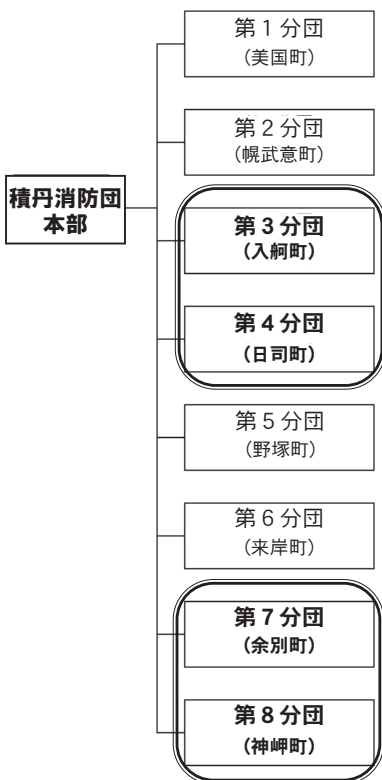 第１分団
（美国町）
第２分団
（幌武意町）
積丹消防団
本部
第３分団
（入舸町）
第４分団
（日司町）
第５分団
（野塚町）
第６分団
（来岸町）
第７分団
（余別町）
第８分団
（神岬町）